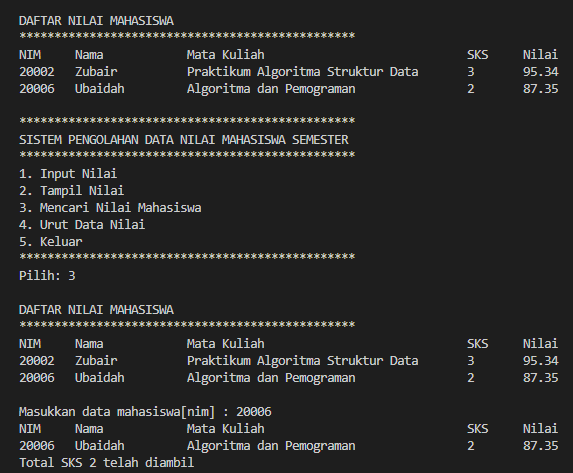 DAFTAR NILAI MAHASISWA
************************************************
NIM Nama Mata Kuliah SKS Nilai
20002 Zubair Praktikum Algoritma Struktur Data 3 95.34
20006 Ubaidah Algoritma dan Pemograman 2 87.35
************************************************
SISTEM PENGOLAHAN DATA NILAI MAHASISWA SEMESTER
************************************************
1. Input Nilai
2. Tampil Nilai
3. Mencari Nilai Mahasiswa
4. Urut Data Nilai
5. Keluar
************************************************
Pilih: 3
DAFTAR NILAI MAHASISWA
************************************************
NIM Nama Mata Kuliah SKS Nilai
20002 Zubair Praktikum Algoritma Struktur Data 3 95.34
20006 Ubaidah Algoritma dan Pemograman 2 87.35
Masukkan data mahasiswa[nim] : 20006
NIM Nama Mata Kuliah SKS Nilai
20006 Ubaidah Algoritma dan Pemograman 2 87.35
Total SKS 2 telah diambil